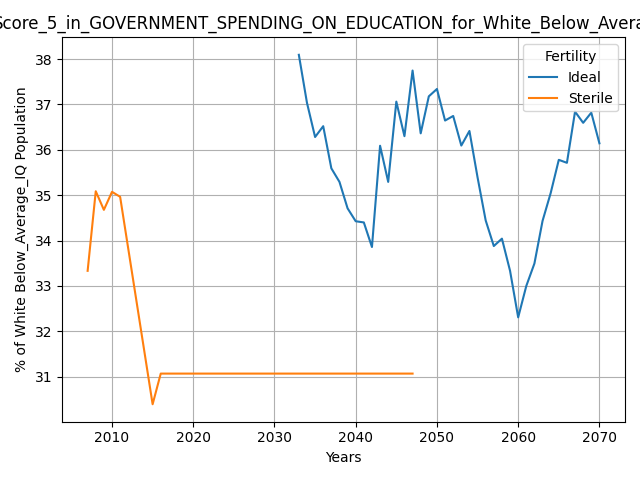 Score_5_in_GOVERNMENT_SPENDING_ON_EDUCATION_for_White_Below_Avera
% of White Below_Average_IQ Population
38
37
36
35
34
33
32
31
Fertility
Ideal
Sterile
2010 2020 2030 2040 2050 2060 2070
Years